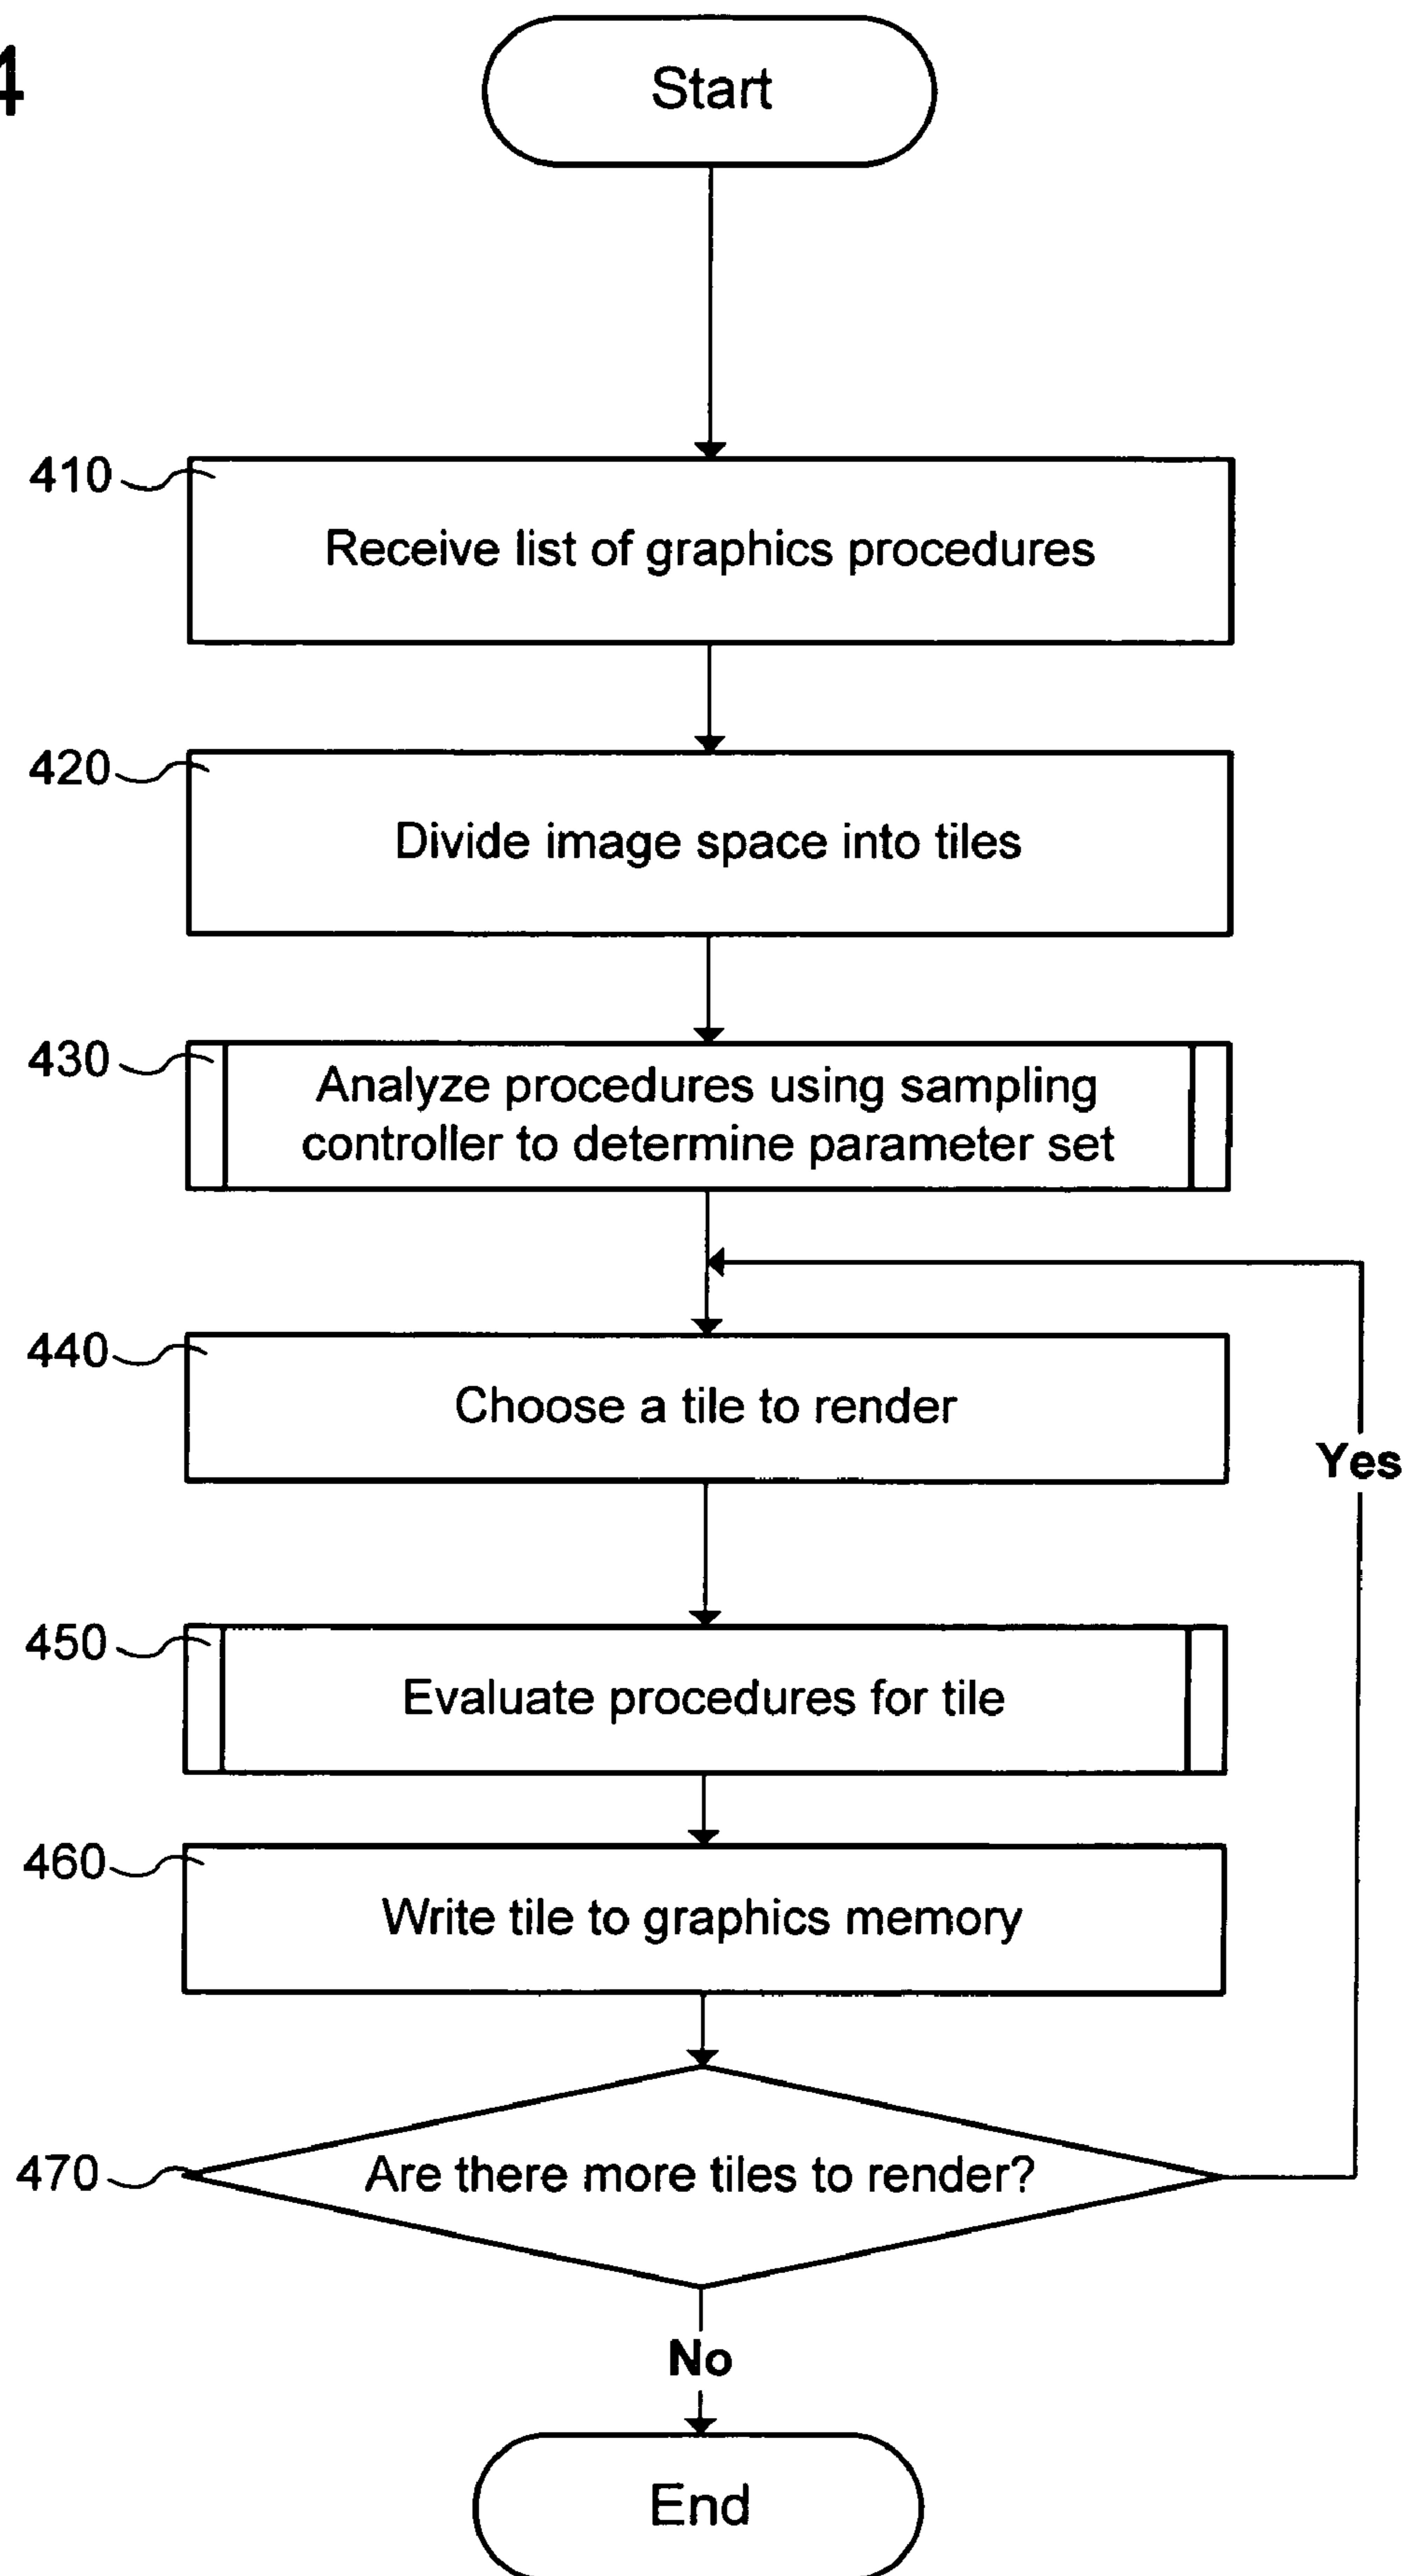 4
Start
410
Receive list of graphics procedures
420
Divide image space into tiles
430
Analyze procedures using sampling
controller to determine parameter set
440
Choose a tile to render
Yes
450
Evaluate procedures for tile
460
Write tile to graphics memory
470
Are there more tiles to render?
No
End